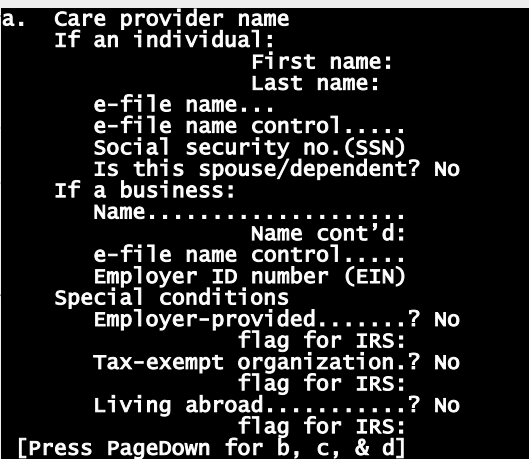 a.  Care provider name
If an individual:
First name:
Last name:
e-file name...
e-file name control.....
Social security no.(SSN)
Is this spouse/dependent? No
If a business:
Name....................
Name cont'd:
e-file name control.....
Employer ID number (EIN)
Special conditions
Employer-provided.......? No
flag for IRS:
Tax-exempt organization.? No
flag for IRS:
Living abroad...........? No
flag for IRS:
[Press PageDown for b, c, & d]